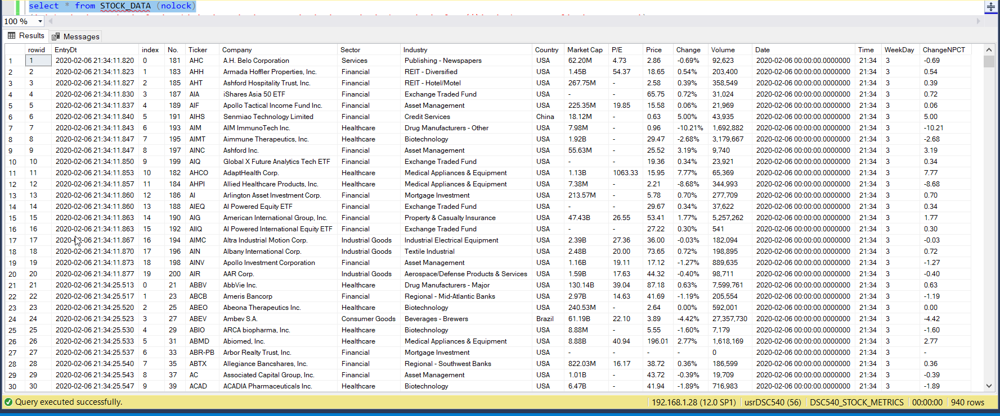 select * from STOCK_DATA (nolock)
100 %
Results Messages
rowid EntryDt index No. Ticker Company Sector Industry Country Market Cap P/E Price Change Volume Date Time WeekDay ChangeNPCT
1 1 2020-02-06 21:34:11.820 0 181 AHC A.H. Belo Corporation Services Publishing - Newspapers USA 62.20M 4.73 2.86 -0.69% 92,623 2020-02-06 00:00:00.0000000 21:34 3 -0.69
2 2 2020-02-06 21:34:11.823 1 183 AHH Armada Hoffler Properties, Inc. Financial REIT - Diversified USA 1.45B 54.37 18.65 0.54% 203,400 2020-02-06 00:00:00.0000000 21:34 3 0.54
3 3 2020-02-06 21:34:11.827 2 185 AHT Ashford Hospitality Trust, Inc. Financial REIT - Hotel/Motel USA 267.75M - 2.58 0.39% 358,549 2020-02-06 00:00:00.0000000 21:34 3 0.39
4 4 2020-02-06 21:34:11.830 3 187 AIA iShares Asia 50 ETF Financial Exchange Traded Fund USA - - 65.75 0.72% 31,024 2020-02-06 00:00:00.0000000 21:34 3 0.72
5 5 2020-02-06 21:34:11.837 4 189 AIF Apollo Tactical Income Fund Inc. Financial Asset Management USA 225.35M 19.85 15.58 0.06% 21,969 2020-02-06 00:00:00.0000000 21:34 3 0.06
6 6 2020-02-06 21:34:11.840 5 191 AIHS Senmiao Technology Limited Financial Credit Services China 18.12M - 0.63 5.00% 43,935 2020-02-06 00:00:00.0000000 21:34 3 5.00
7 7 2020-02-06 21:34:11.843 6 193 AIM AIM ImmunoTech Inc. Healthcare Drug Manufacturers - Other USA 7.98M - 0.96 -10.21% 1,692,882 2020-02-06 00:00:00.0000000 21:34 3 -10.21
8 8 2020-02-06 21:34:11.847 7 195 AIMT Aimmune Therapeutics, Inc. Healthcare Biotechnology USA 1.92B - 29.47 -2.68% 3,179,667 2020-02-06 00:00:00.0000000 21:34 3 -2.68
9 9 2020-02-06 21:34:11.847 8 197 AINC Ashford Inc. Financial Asset Management USA 55.63M - 25.52 3.19% 9,740 2020-02-06 00:00:00.0000000 21:34 3 3.19
10 10 2020-02-06 21:34:11.850 9 199 AIQ Global X Future Analytics Tech ETF Financial Exchange Traded Fund USA - - 19.36 0.34% 23,921 2020-02-06 00:00:00.0000000 21:34 3 0.34
11 11 2020-02-06 21:34:11.853 10 182 AHCO AdaptHealth Corp. Healthcare Medical Appliances & Equipment USA 1.13B 1063.33 15.95 7.77% 65,369 2020-02-06 00:00:00.0000000 21:34 3 7.77
12 12 2020-02-06 21:34:11.857 11 184 AHPI Allied Healthcare Products, Inc. Healthcare Medical Appliances & Equipment USA 7.38M - 2.21 -8.68% 344,993 2020-02-06 00:00:00.0000000 21:34 3 -8.68
13 13 2020-02-06 21:34:11.860 12 186 AI Arlington Asset Investment Corp. Financial Mortgage Investment USA 213.57M - 5.78 0.70% 277,709 2020-02-06 00:00:00.0000000 21:34 3 0.70
14 14 2020-02-06 21:34:11.860 13 188 AIEQ AI Powered Equity ETF Financial Exchange Traded Fund USA - - 29.67 0.34% 37,622 2020-02-06 00:00:00.0000000 21:34 3 0.34
15 15 2020-02-06 21:34:11.863 14 190 AIG American International Group, Inc. Financial Property & Casualty Insurance USA 47.43B 26.55 53.41 1.77% 5,257,262 2020-02-06 00:00:00.0000000 21:34 3 1.77
16 16 2020-02-06 21:34:11.863 15 192 AIIQ AI Powered International Equity ETF Financial Exchange Traded Fund USA - - 27.22 0.30% 541 2020-02-06 00:00:00.0000000 21:34 3 0.30
17 17 2020-02-06 21:34:11.867 16 194 AIMC Altra Industrial Motion Corp. Industrial Goods Industrial Electrical Equipment USA 2.39B 27.36 36.00 -0.03% 182,094 2020-02-06 00:00:00.0000000 21:34 3 -0.03
18 18 2020-02-06 21:34:11.870 17 196 AIN Albany International Corp. Industrial Goods Textile Industrial USA 2.48B 20.00 73.65 0.72% 198,895 2020-02-06 00:00:00.0000000 21:34 3 0.72
19 19 2020-02-06 21:34:11.873 18 198 AINV Apollo Investment Corporation Financial Asset Management USA 1.16B 19.11 17.12 -1.27% 889,635 2020-02-06 00:00:00.0000000 21:34 3 -1.27
20 20 2020-02-06 21:34:11.877 19 200 AIR AAR Corp. Industrial Goods Aerospace/Defense Products & Services USA 1.59B 17.63 44.32 -0.40% 98,711 2020-02-06 00:00:00.0000000 21:34 3 -0.40
21 21 2020-02-06 21:34:25.513 0 21 ABBV AbbVie Inc. Healthcare Drug Manufacturers - Major USA 130.14B 39.04 87.18 0.63% 7,599,761 2020-02-06 00:00:00.0000000 21:34 3 0.63
22 22 2020-02-06 21:34:25.517 1 23 ABCB Ameris Bancorp Financial Regional - Mid-Atlantic Banks USA 2.97B 14.63 41.69 -1.19% 205,554 2020-02-06 00:00:00.0000000 21:34 3 -1.19
23 23 2020-02-06 21:34:25.520 2 25 ABEO Abeona Therapeutics Inc. Healthcare Biotechnology USA 240.53M - 2.64 0.00% 592,001 2020-02-06 00:00:00.0000000 21:34 3 0.00
24 24 2020-02-06 21:34:25.523 3 27 ABEV Ambev S.A. Consumer Goods Beverages - Brewers Brazil 61.19B 22.10 3.89 -4.42% 27,357,730 2020-02-06 00:00:00.0000000 21:34 3 -4.42
25 25 2020-02-06 21:34:25.530 4 29 ABIO ARCA biopharma, Inc. Healthcare Biotechnology USA 8.88M - 5.55 -1.60% 7,179 2020-02-06 00:00:00.0000000 21:34 3 -1.60
26 26 2020-02-06 21:34:25.533 5 31 ABMD Abiomed, Inc. Healthcare Medical Appliances & Equipment USA 8.88B 40.94 196.01 2.77% 1,618,169 2020-02-06 00:00:00.0000000 21:34 3 2.77
27 27 2020-02-06 21:34:25.537 6 33 ABR-PB Arbor Realty Trust, Inc. Financial Mortgage Investment USA - - - - 0 2020-02-06 00:00:00.0000000 21:34 3 -
28 28 2020-02-06 21:34:25.540 7 35 ABTX Allegiance Bancshares, Inc. Financial Regional - Southwest Banks USA 822.03M 16.17 38.72 0.36% 186,599 2020-02-06 00:00:00.0000000 21:34 3 0.36
29 29 2020-02-06 21:34:25.543 8 37 AC Associated Capital Group, Inc. Financial Asset Management USA 1.01B - 43.72 -0.39% 19,709 2020-02-06 00:00:00.0000000 21:34 3 -0.39
30 30 2020-02-06 21:34:25.547 9 39 ACAD ACADIA Pharmaceuticals Inc. Healthcare Biotechnology USA 6.47B - 41.94 -1.89% 716,983 2020-02-06 00:00:00.0000000 21:34 3 -1.89
Query executed successfully. 192.168.1.28 (12.0 SP1) usrDSC540 (56) DSC540_STOCK_METRICS 00:00:00 940 rows